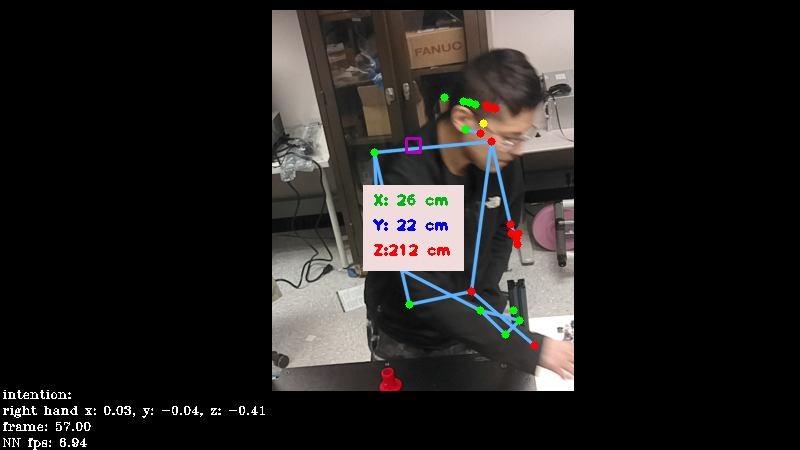 FANUC
X: 26 cm
Y: 22 cm
Z:212 cm
intention:
right hand x: 0.03, y: −0.04, z: −0.41
frame: 57.00
NN fps: 6.94